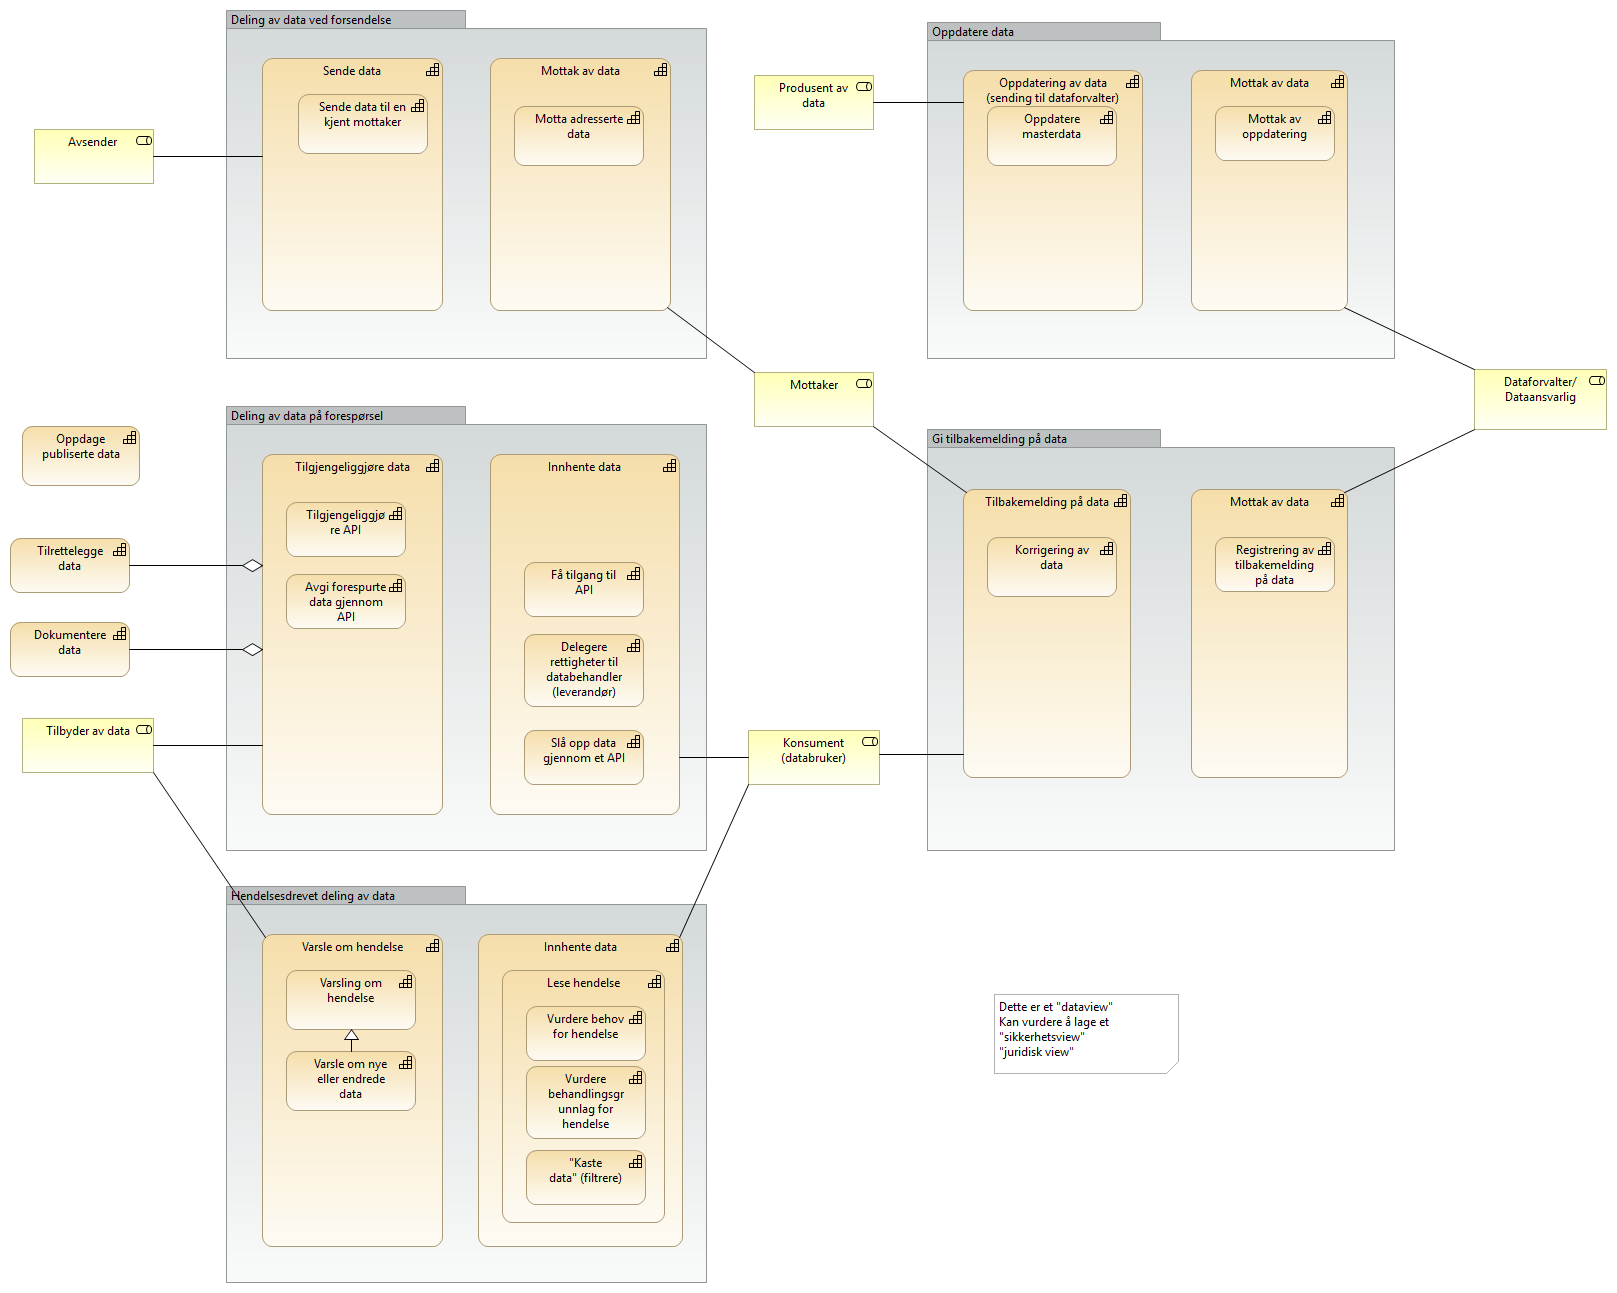 Deling av data ved forsendelse
Sende data
Sende data til en
kjent mottaker
Mottak av data
Motta adresserte
data
Avsender
Oppdatere data
Produsent av
data
Oppdatering av data
(sending til dataforvalter)
Oppdatere
masterdata
Mottak av data
Mottak av
oppdatering
Mottaker
Dataforvalter/
Dataansvarlig
Deling av data på forespørsel
Oppdage
publiserte data
Tilrettelegge
data
Dokumentere
data
Tilbyder av data
Tilgjengeliggjøre data
Tilgjengeliggjø
re API
Avgi forespurte
data gjennom
API
Innhente data
Få tilgang til
API
Delegere
rettigheter til
databehandler
(leverandør)
Slå opp data
gjennom et API
Konsument
(databruker)
Gi tilbakemelding på data
Tilbakemelding på data
Korrigering av
data
Mottak av data
Registrering av
tilbakemelding
på data
Hendelsesdrevet deling av data
Varsle om hendelse
Varsling om
hendelse
Varsle om nye
eller endrede
data
Innhente data
Lese hendelse
Vurdere behov
for hendelse
Vurdere
behandlingsgr
unnlag for
hendelse
"Kaste
data" (filtrere)
Dette er et "dataview"
Kan vurdere å lage et
"sikkerhetsview"
"juridisk view"